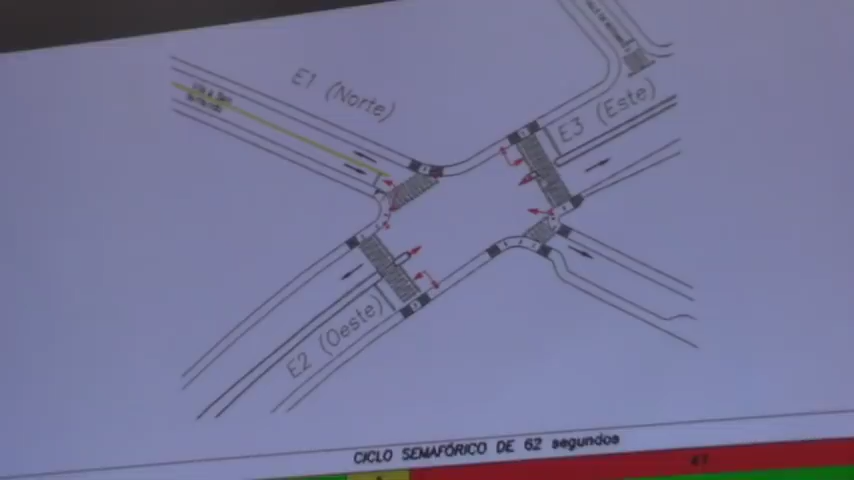 E1 (Norte)
E3 (Este)
E2 (Oeste)
CICLO SEMAFÓRICO DE 62 segundos